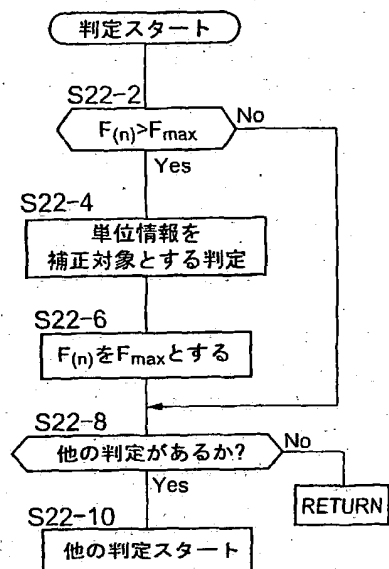 判定スタート
S22-2
F(n)>Fmax
No
Yes
S22-4
単位情報を
補正対象とする判定
S22-6
F(n)をFmaxとする
S22-8
他の判定があるか?
No
Yes
RETURN
S22-10
他の判定スタート